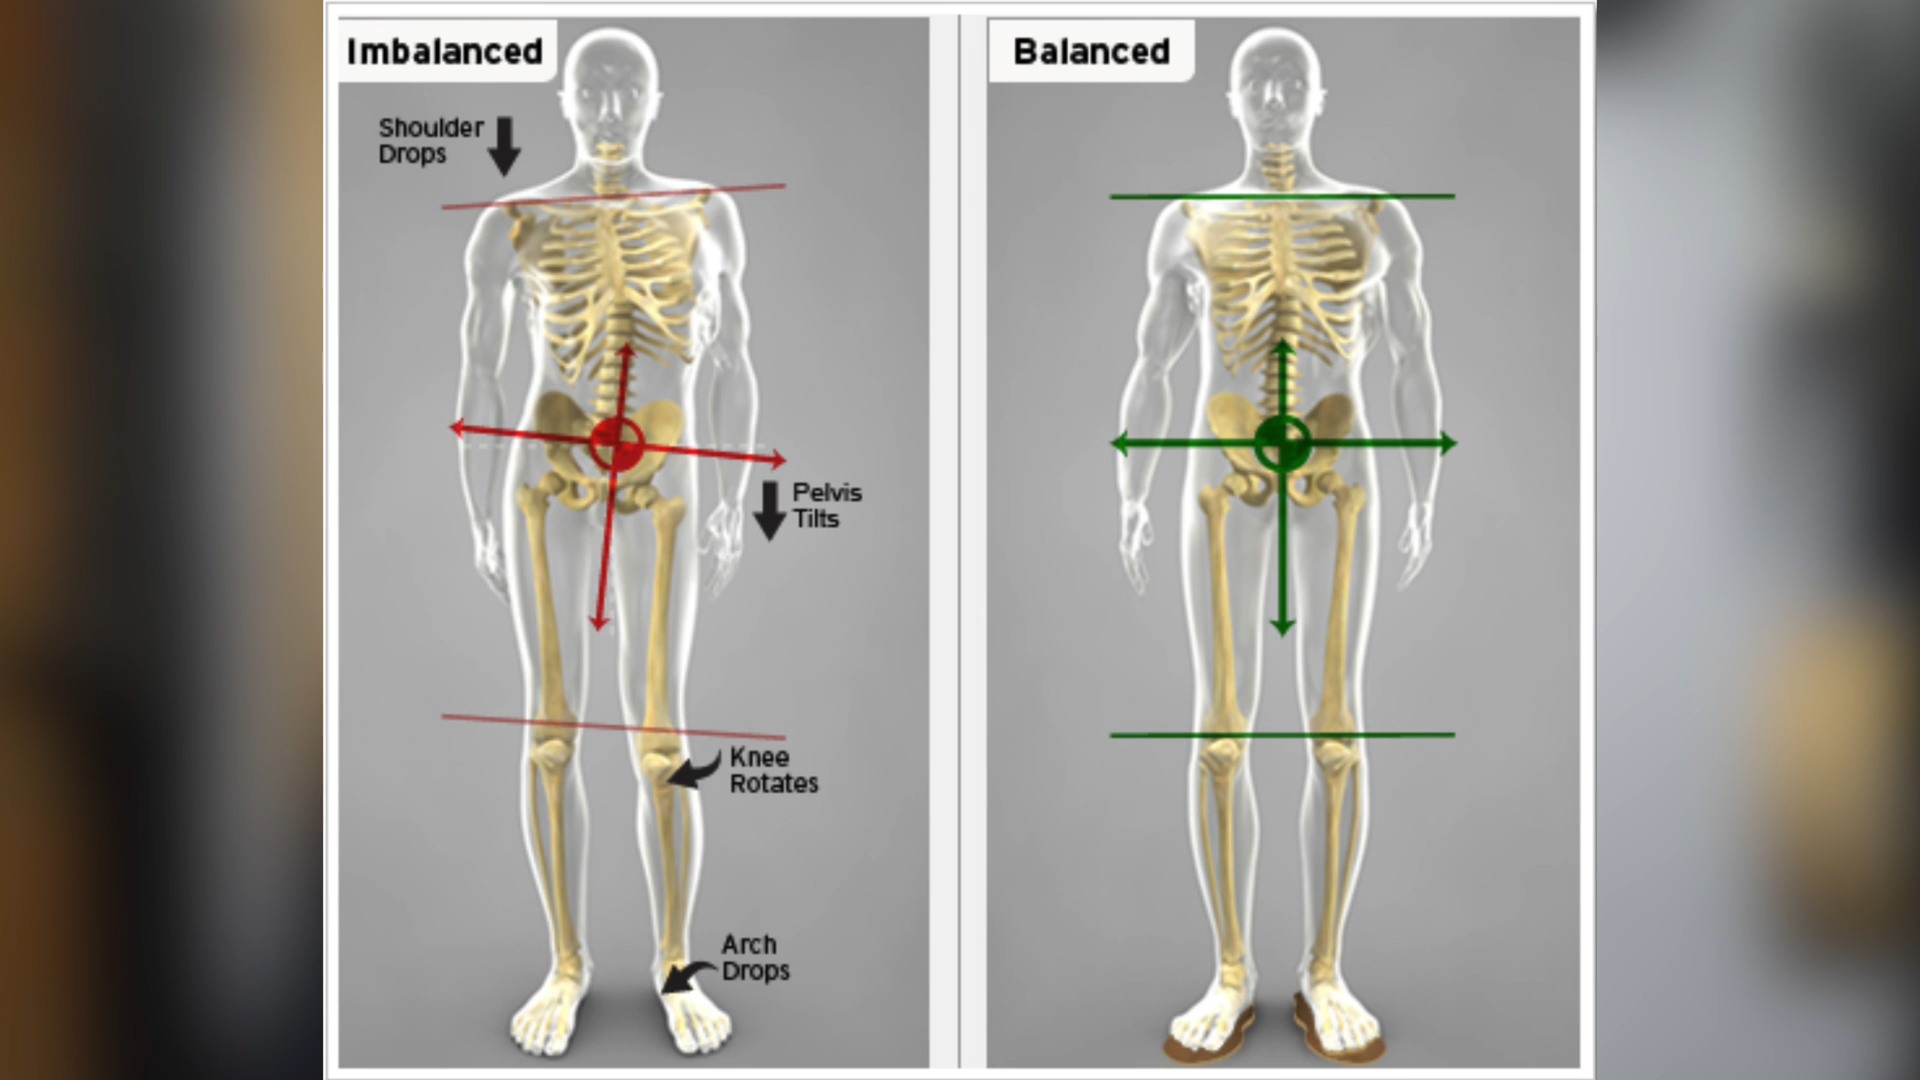 Imbalanced
Shoulder
Drops
Pelvis
Tilts
Knee
Rotates
Arch
Drops
Balanced